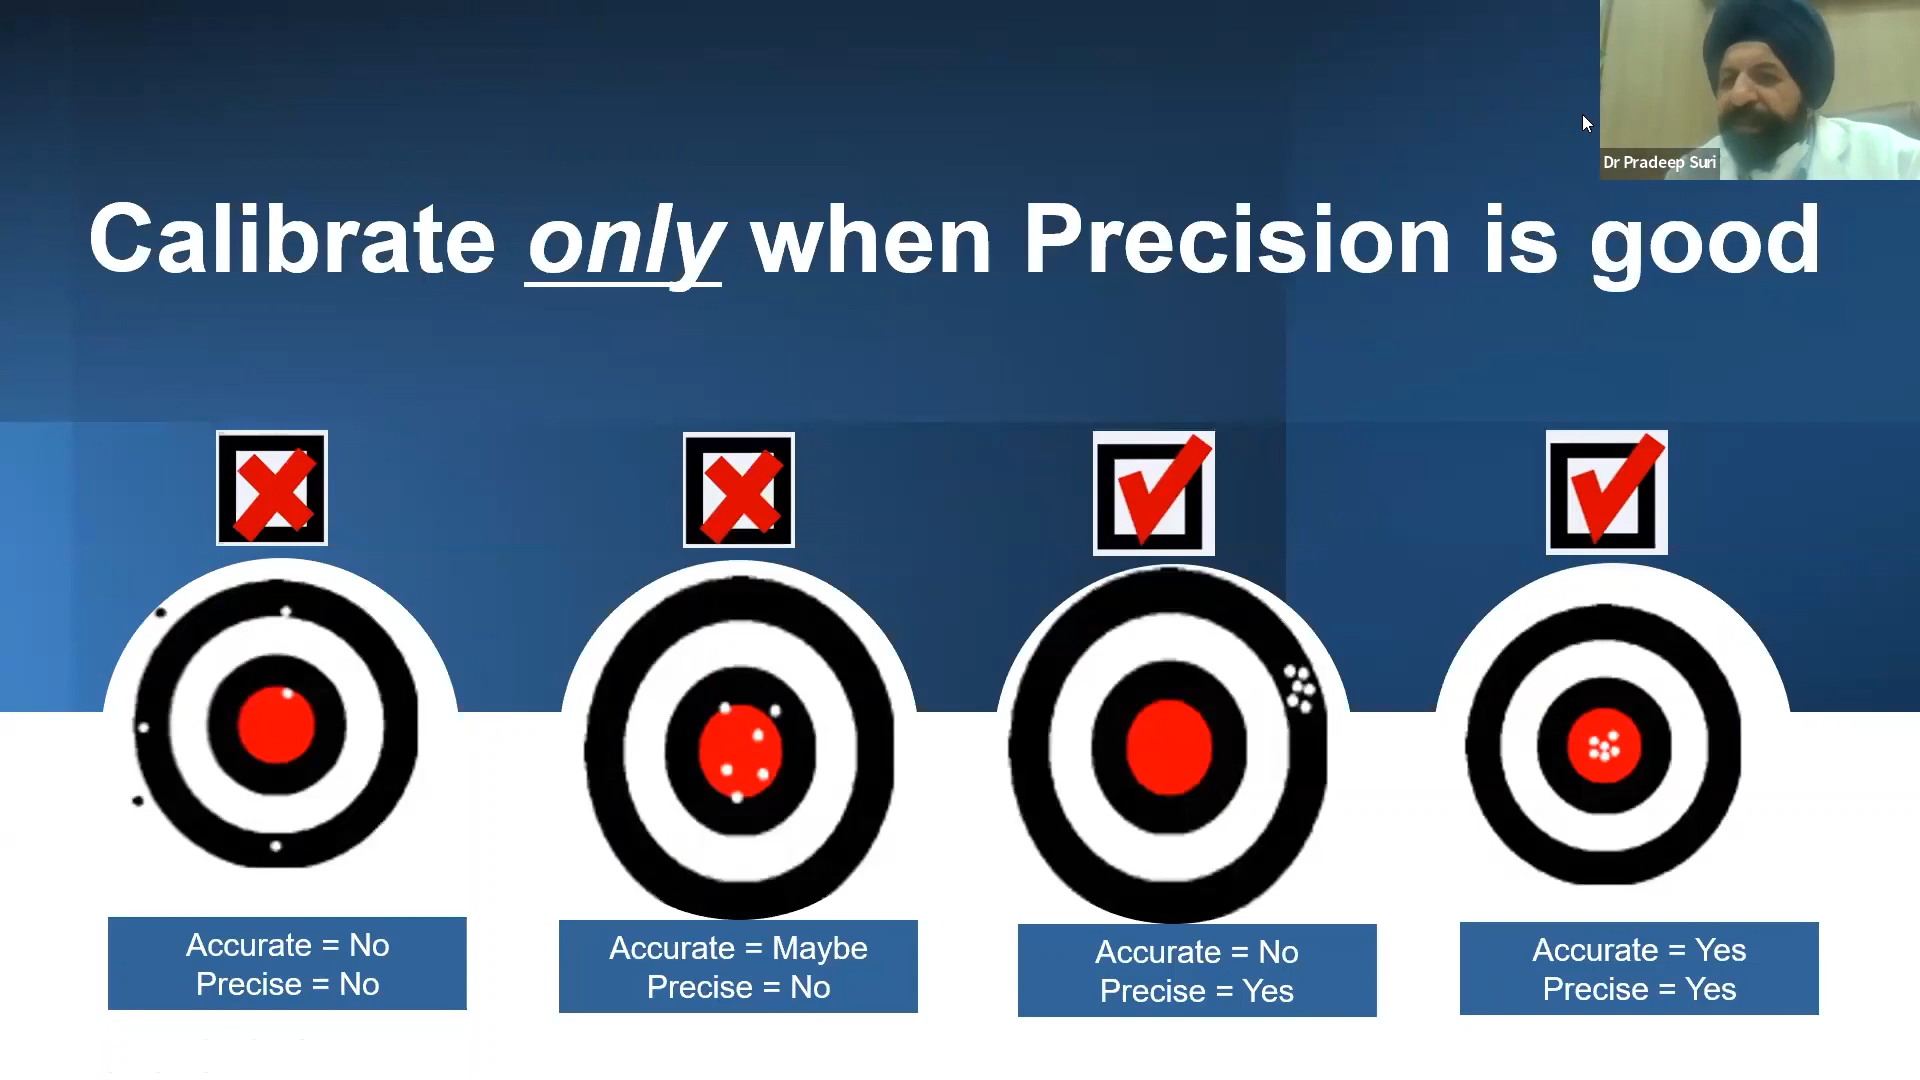 Dr Pradeep Suri
Calibrate only when Precision is good
Accurate = No
Precise = No
Accurate = Maybe
Precise = No
Accurate = No
Precise = Yes
Accurate = Yes
Precise = Yes